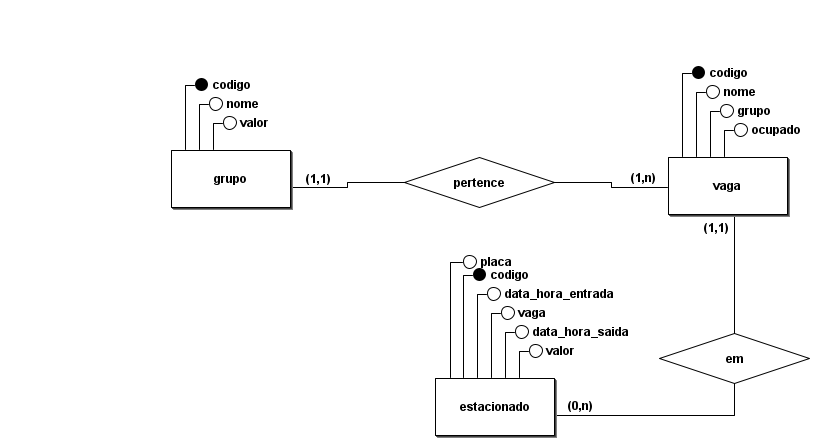 codigo
nome
valor
grupo
(1,1)
pertence
(1,n)
codigo
nome
grupo
ocupado
vaga
(1,1)
em
placa
codigo
data_hora_entrada
vaga
data_hora_saida
valor
estacionado
(0,n)